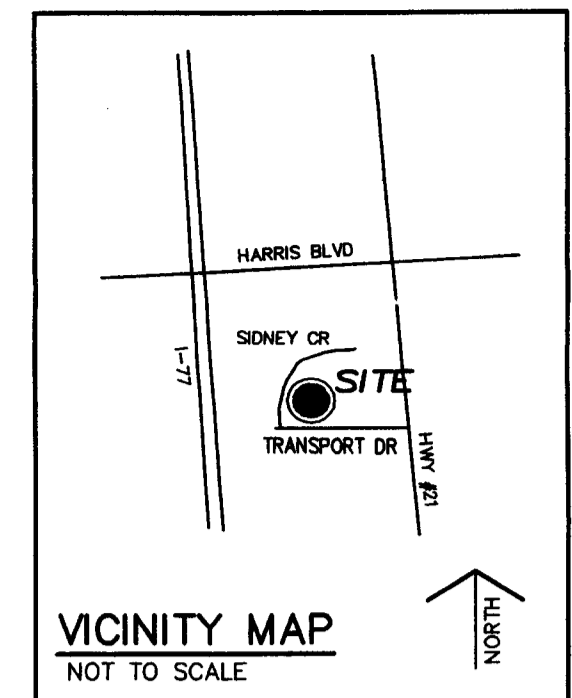 HARRIS BLVD
SIDNEY CR
I-77
SITE
TRANSPORT DR
HWY #21
VICINITY MAP
NOT TO SCALE
NORTH